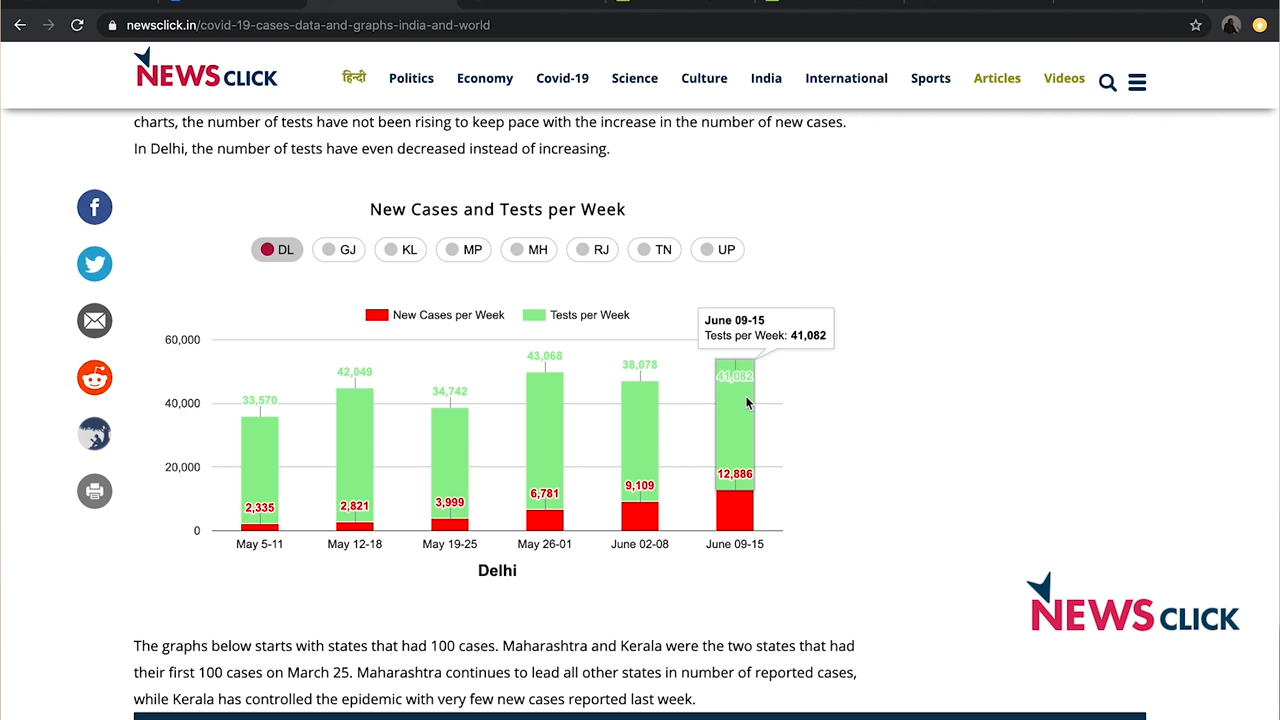 newsclick.in/covid-19-cases-data-and-graphs-india-and-world
NEWS CLICK
हिन्दी Politics Economy Covid-19 Science Culture India International Sports Articles Videos
charts, the number of tests have not been rising to keep pace with the increase in the number of new cases.
In Delhi, the number of tests have even decreased instead of increasing.
New Cases and Tests per Week
DL GJ KL MP MH RJ TN UP
New Cases per Week Tests per Week
June 09-15
Tests per Week: 41,082
60,000
40,000
20,000
0
33,570 42,049 34,742 43,068 38,078 41,082
2,335 2,821 3,999 6,781 9,109 12,886
May 5-11 May 12-18 May 19-25 May 26-01 June 02-08 June 09-15
Delhi
NEWS CLICK
The graphs below starts with states that had 100 cases. Maharashtra and Kerala were the two states that had
their first 100 cases on March 25. Maharashtra continues to lead all other states in number of reported cases,
while Kerala has controlled the epidemic with very few new cases reported last week.